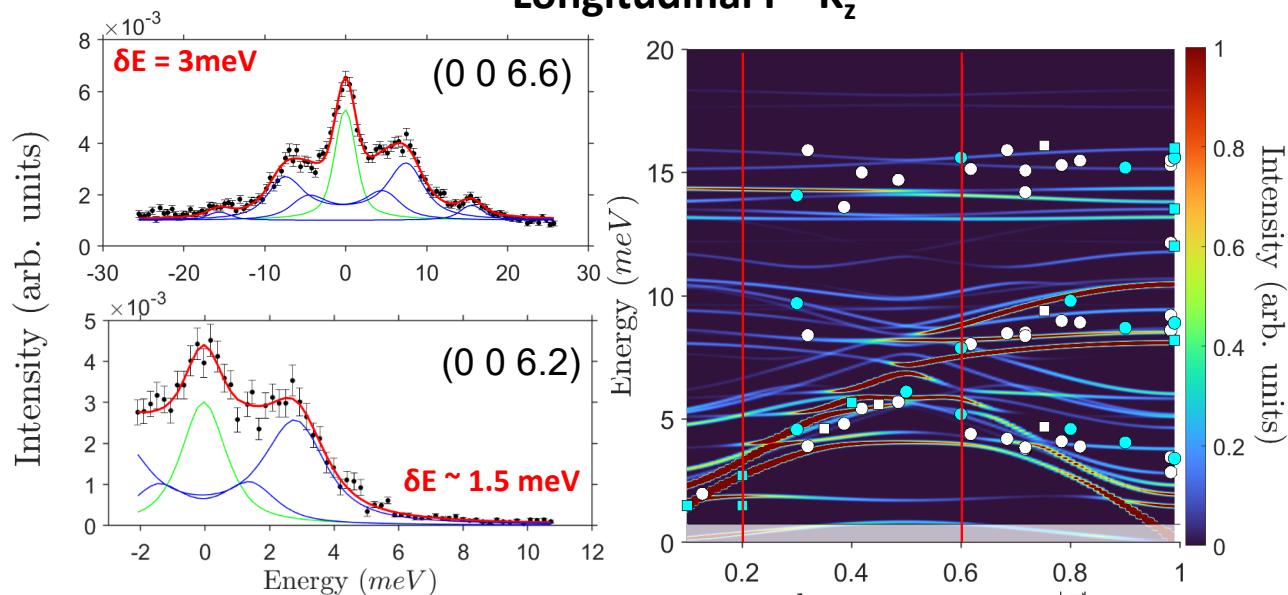 ×10⁻³
8
6
4
2
0
δE = 3meV
(0 0 6.6)
-30 -20 -10 0 10 20 30
×10⁻³
5
4
3
2
1
0
(0 0 6.2)
δE ~ 1.5 meV
-2 0 2 4 6 8 10 12
Energy (meV)
Intensity (arb. units)
20
15
10
5
0
Energy (meV)
0.2 0.4 0.6 0.8 1
1
0.8
0.6
0.4
0.2
0
Intensity (arb. units)